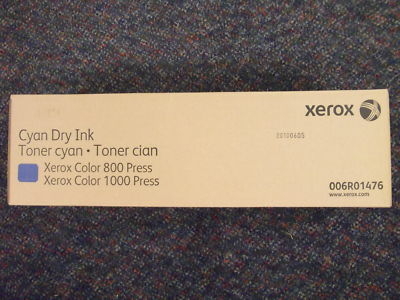 xerox
Cyan Dry Ink
20100605
Toner cyan • Toner cian
Xerox Color 800 Press
Xerox Color 1000 Press
006R01476
www.xerox.com